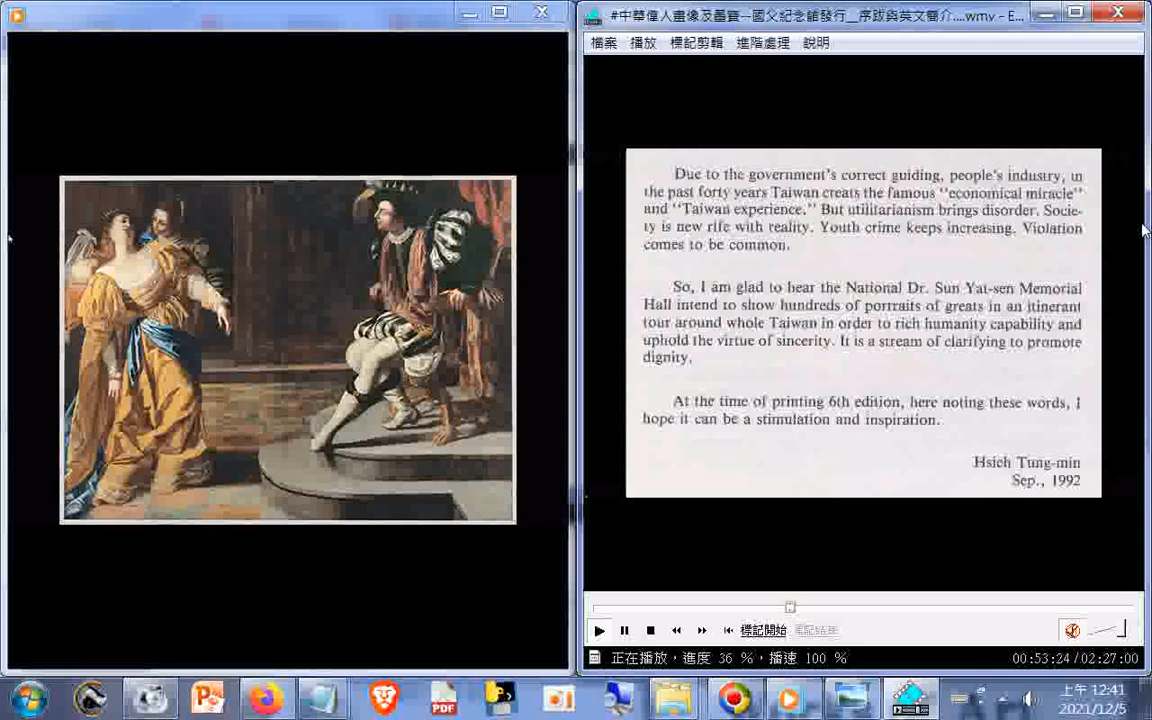 #中華偉人畫像及墨寶--國父紀念館發行__序跋與英文簡介....wmv - E...
檔案 播放 標記剪輯 進階處理 說明
Due to the government's correct guiding, people's industry, in
the past forty years Taiwan creats the famous "economical miracle"
and "Taiwan experience." But utilitarianism brings disorder. Socie-
ty is new rife with reality. Youth crime keeps increasing. Violation
comes to be common.
So, I am glad to hear the National Dr. Sun Yat-sen Memorial
Hall intend to show hundreds of portraits of greats in an itinerant
tour around whole Taiwan in order to rich humanity capability and
uphold the virtue of sincerity. It is a stream of clarifying to promote
dignity.
At the time of printing 6th edition, here noting these words, I
hope it can be a stimulation and inspiration.
Hsieh Tung-min
Sep., 1992
標記開始 標記結束
正在播放，進度 36 %，播速 100 %
00:53:24 / 02:27:00
PDF
上午 12:41
2021/12/5